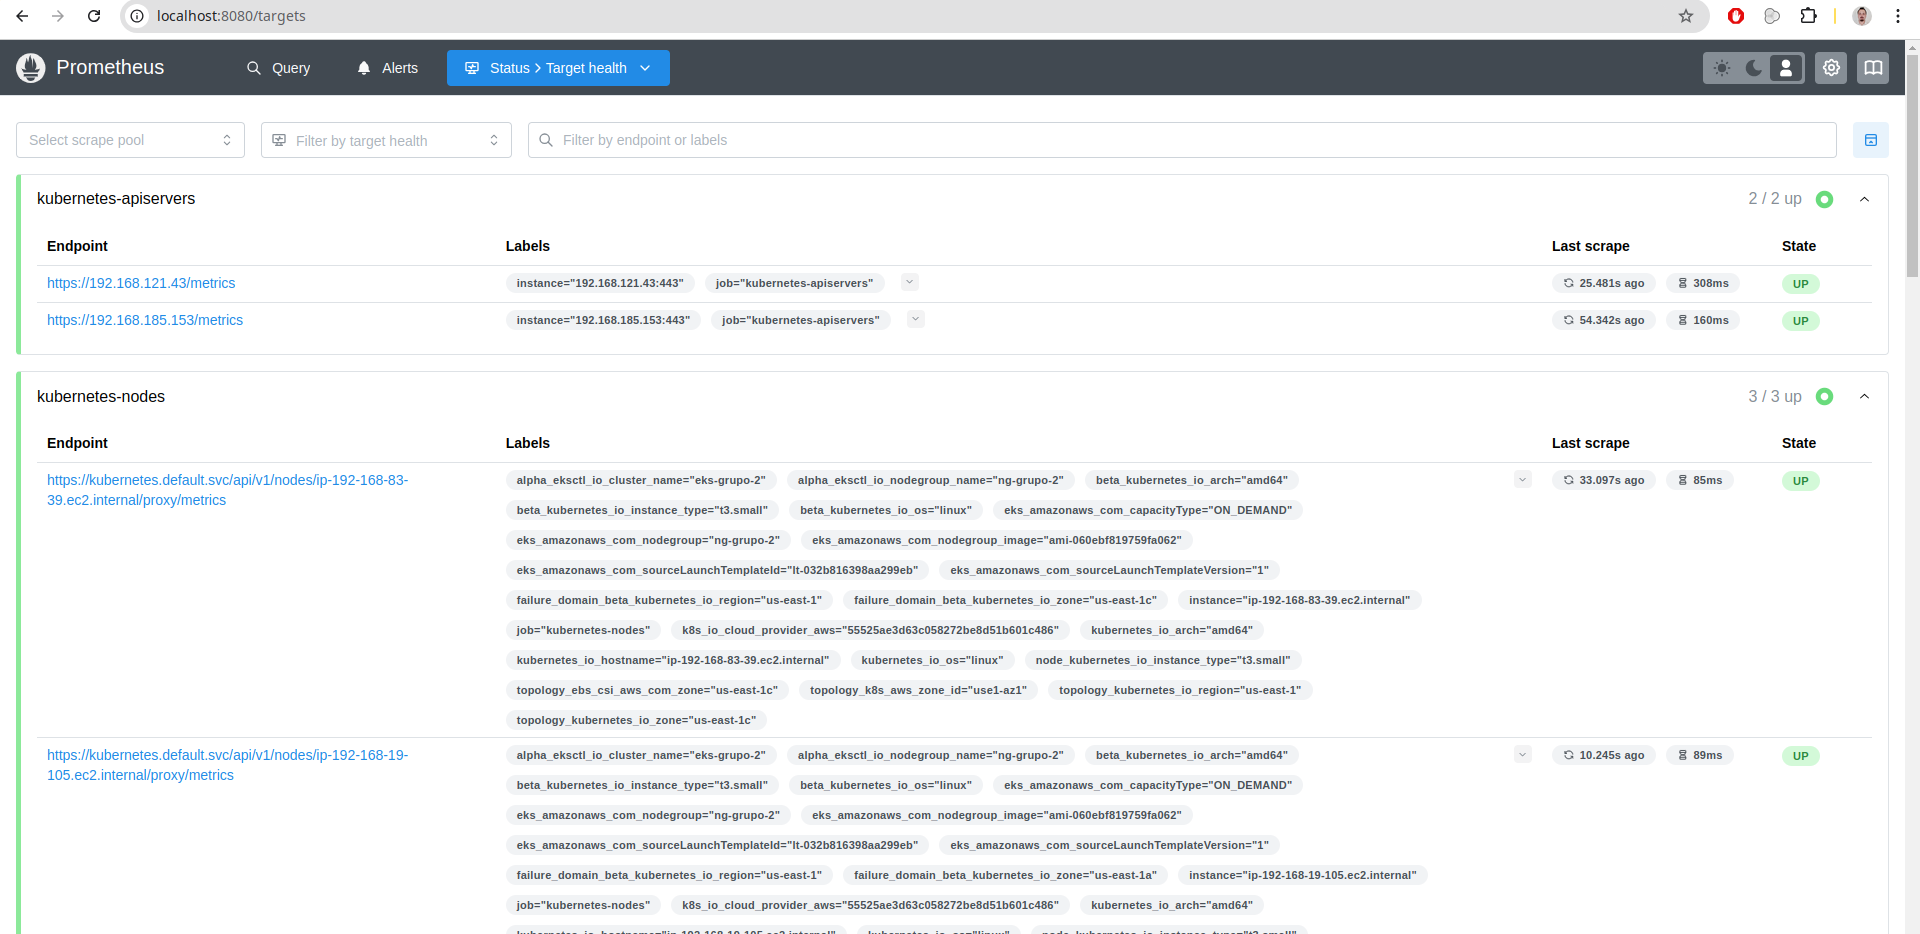 localhost:8080/targets
Prometheus Query Alerts Status > Target health
Select scrape pool Filter by target health Filter by endpoint or labels
kubernetes-apiservers 2 / 2 up
Endpoint Labels Last scrape State
https://192.168.121.43/metrics instance="192.168.121.43:443" job="kubernetes-apiservers" 25.481s ago 308ms UP
https://192.168.185.153/metrics instance="192.168.185.153:443" job="kubernetes-apiservers" 54.342s ago 160ms UP
kubernetes-nodes 3 / 3 up
Endpoint Labels Last scrape State
https://kubernetes.default.svc/api/v1/nodes/ip-192-168-83-
39.ec2.internal/proxy/metrics
alpha_eksctl_io_cluster_name="eks-grupo-2" alpha_eksctl_io_nodegroup_name="ng-grupo-2" beta_kubernetes_io_arch="amd64" 33.097s ago 85ms UP
beta_kubernetes_io_instance_type="t3.small" beta_kubernetes_io_os="linux" eks_amazonaws_com_capacityType="ON_DEMAND"
eks_amazonaws_com_nodegroup="ng-grupo-2" eks_amazonaws_com_nodegroup_image="ami-060ebf819759fa062"
eks_amazonaws_com_sourceLaunchTemplateId="lt-032b816398aa299eb" eks_amazonaws_com_sourceLaunchTemplateVersion="1"
failure_domain_beta_kubernetes_io_region="us-east-1" failure_domain_beta_kubernetes_io_zone="us-east-1c" instance="ip-192-168-83-39.ec2.internal"
job="kubernetes-nodes" k8s_io_cloud_provider_aws="55525ae3d63c058272be8d51b601c486" kubernetes_io_arch="amd64"
kubernetes_io_hostname="ip-192-168-83-39.ec2.internal" kubernetes_io_os="linux" node_kubernetes_io_instance_type="t3.small"
topology_ebs_csi_aws_com_zone="us-east-1c" topology_k8s_aws_zone_id="use1-az1" topology_kubernetes_io_region="us-east-1"
topology_kubernetes_io_zone="us-east-1c"
https://kubernetes.default.svc/api/v1/nodes/ip-192-168-19-
105.ec2.internal/proxy/metrics
alpha_eksctl_io_cluster_name="eks-grupo-2" alpha_eksctl_io_nodegroup_name="ng-grupo-2" beta_kubernetes_io_arch="amd64" 10.245s ago 89ms UP
beta_kubernetes_io_instance_type="t3.small" beta_kubernetes_io_os="linux" eks_amazonaws_com_capacityType="ON_DEMAND"
eks_amazonaws_com_nodegroup="ng-grupo-2" eks_amazonaws_com_nodegroup_image="ami-060ebf819759fa062"
eks_amazonaws_com_sourceLaunchTemplateId="lt-032b816398aa299eb" eks_amazonaws_com_sourceLaunchTemplateVersion="1"
failure_domain_beta_kubernetes_io_region="us-east-1" failure_domain_beta_kubernetes_io_zone="us-east-1a" instance="ip-192-168-19-105.ec2.internal"
job="kubernetes-nodes" k8s_io_cloud_provider_aws="55525ae3d63c058272be8d51b601c486" kubernetes_io_arch="amd64"
kubernetes_io_hostname="ip-192-168-19-105.ec2.internal" kubernetes_io_os="linux" node_kubernetes_io_instance_type="t3.small"